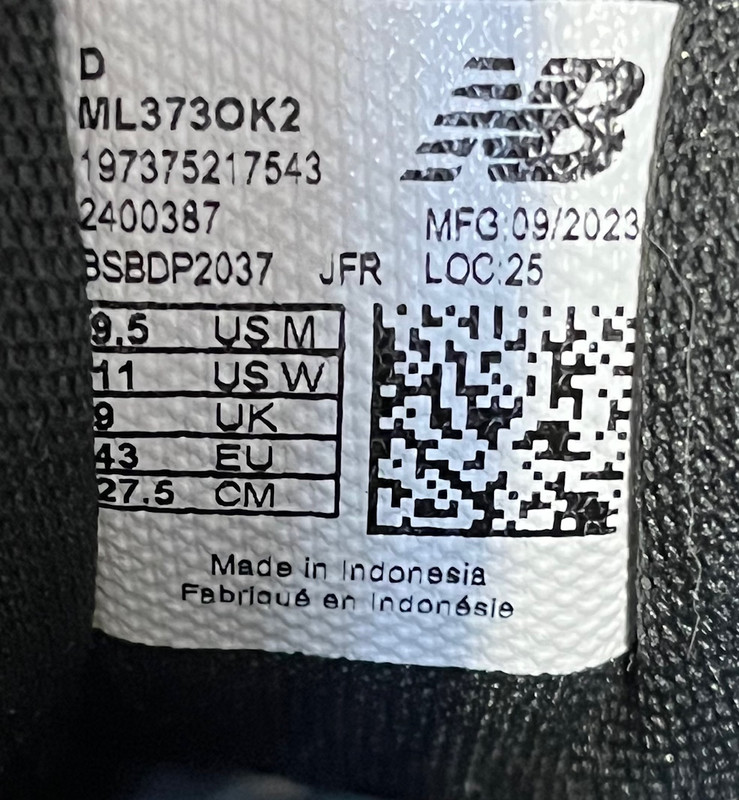 D
ML373OK2
197375217543
2400387
MFG:09/2023
BSBDP2037 JFR LOC:25
9.5 US M
11 US W
9 UK
43 EU
27.5 CM
Made in Indonesia
Fabriqué en Indonésie